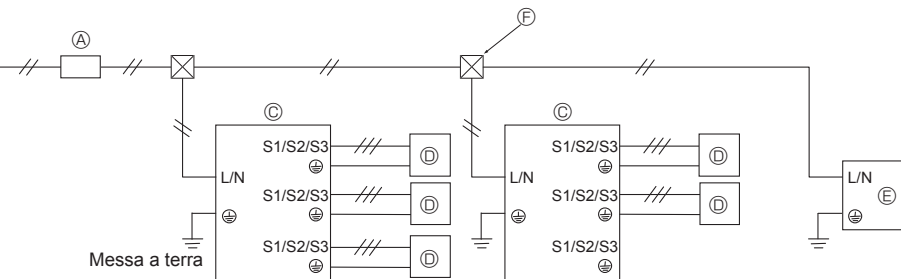 Ⓐ
Ⓕ
Ⓒ
Ⓒ
S1/S2/S3
Ⓓ
S1/S2/S3
Ⓓ
L/N
S1/S2/S3
Ⓓ
L/N
S1/S2/S3
Ⓓ
L/N
Ⓔ
Messa a terra
S1/S2/S3
Ⓓ
S1/S2/S3